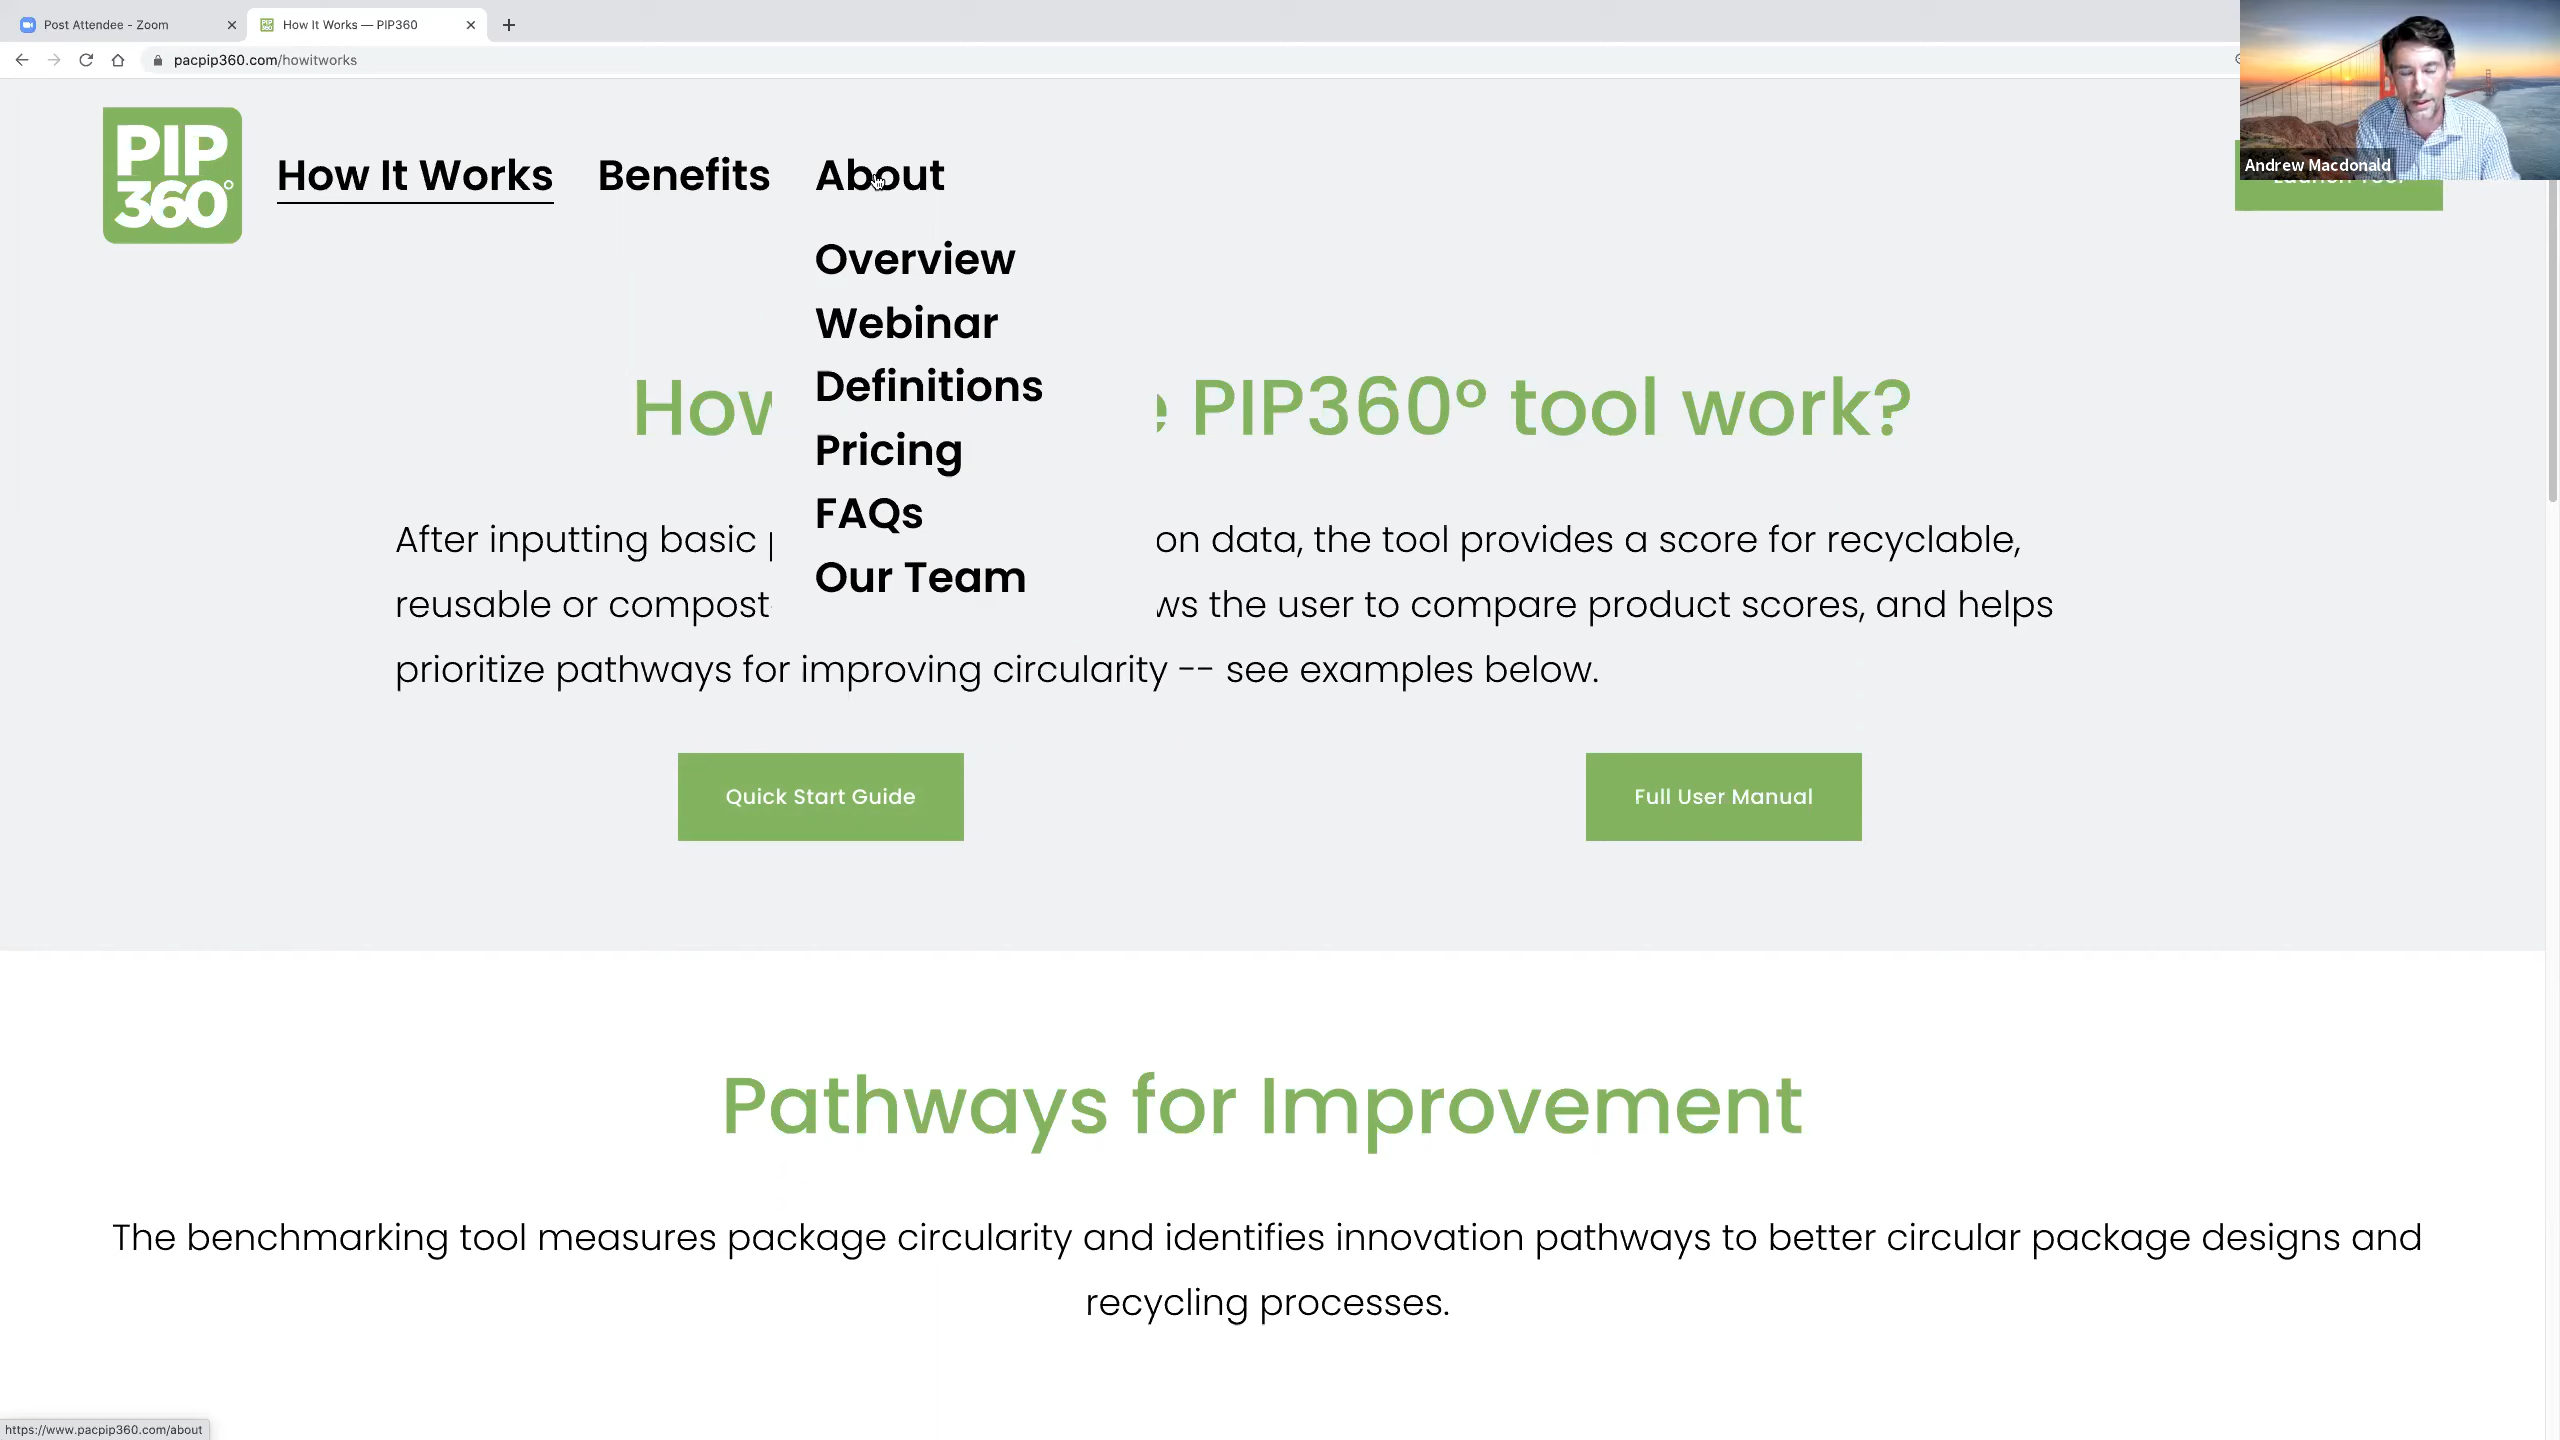 Post Attendee - Zoom
How It Works — PIP360
pacpip360.com/howitworks
Andrew Macdonald
PIP
360°
How It Works
Benefits
About
Overview
Webinar
Definitions
Pricing
FAQs
Our Team
How
PIP360° tool work?
After inputting basic
on data, the tool provides a score for recyclable,
reusable or compost
ws the user to compare product scores, and helps
prioritize pathways for improving circularity -- see examples below.
Quick Start Guide
Full User Manual
Pathways for Improvement
The benchmarking tool measures package circularity and identifies innovation pathways to better circular package designs and
recycling processes.
https://www.pacpip360.com/about